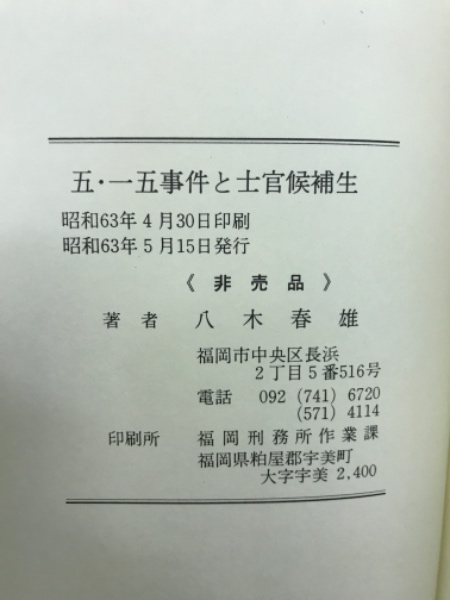 五・一五事件と士官候補生
昭和63年4月30日印刷
昭和63年5月15日発行
《非売品》
著者 八木春雄
福岡市中央区長浜
2丁目5番516号
電話 092(741)6720
(571)4114
印刷所 福岡刑務所作業課
福岡県粕屋郡宇美町
大字宇美2,400